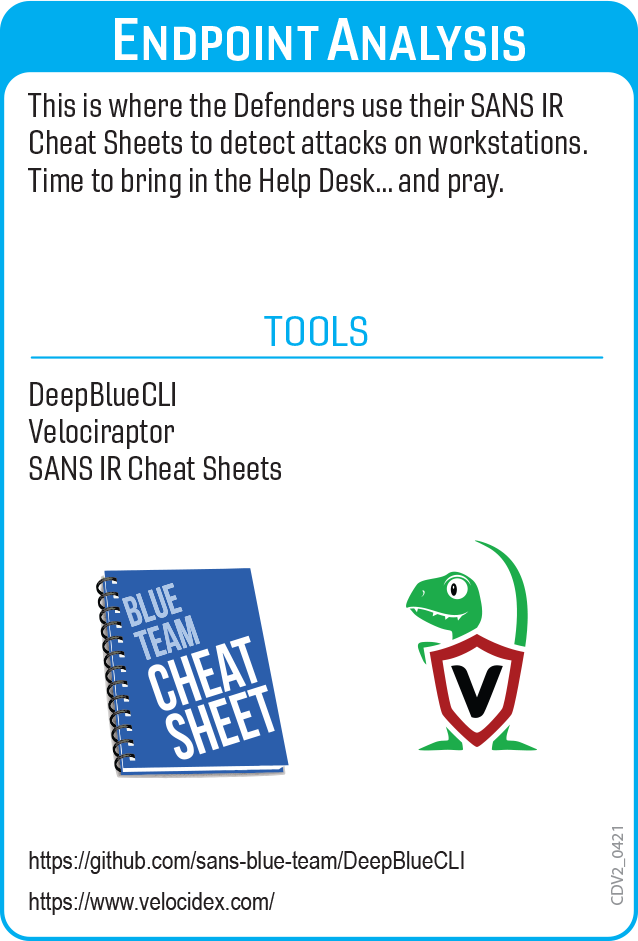 ENDPOINT ANALYSIS
This is where the Defenders use their SANS IR
Cheat Sheets to detect attacks on workstations.
Time to bring in the Help Desk... and pray.
TOOLS
DeepBlueCLI
Velociraptor
SANS IR Cheat Sheets
BLUE
TEAM
CHEAT
SHEET
V
https://github.com/sans-blue-team/DeepBlueCLI
https://www.velocidex.com/
CDV2_0421